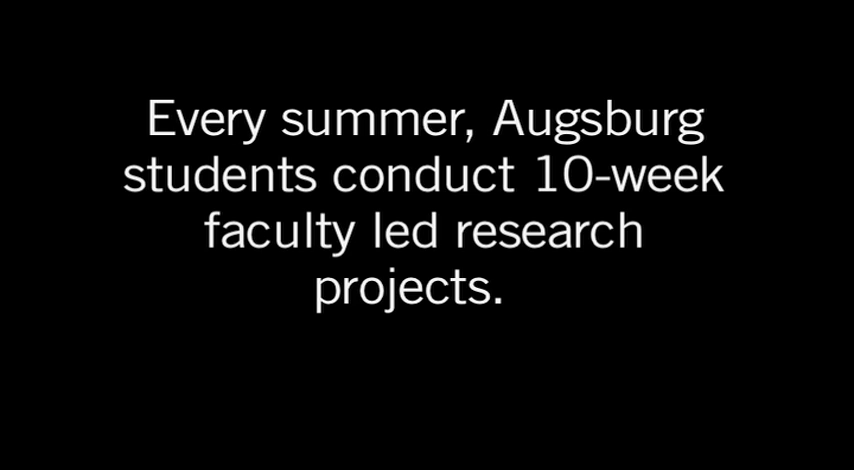 Every summer, Augsburg
students conduct 10-week
faculty led research
projects.